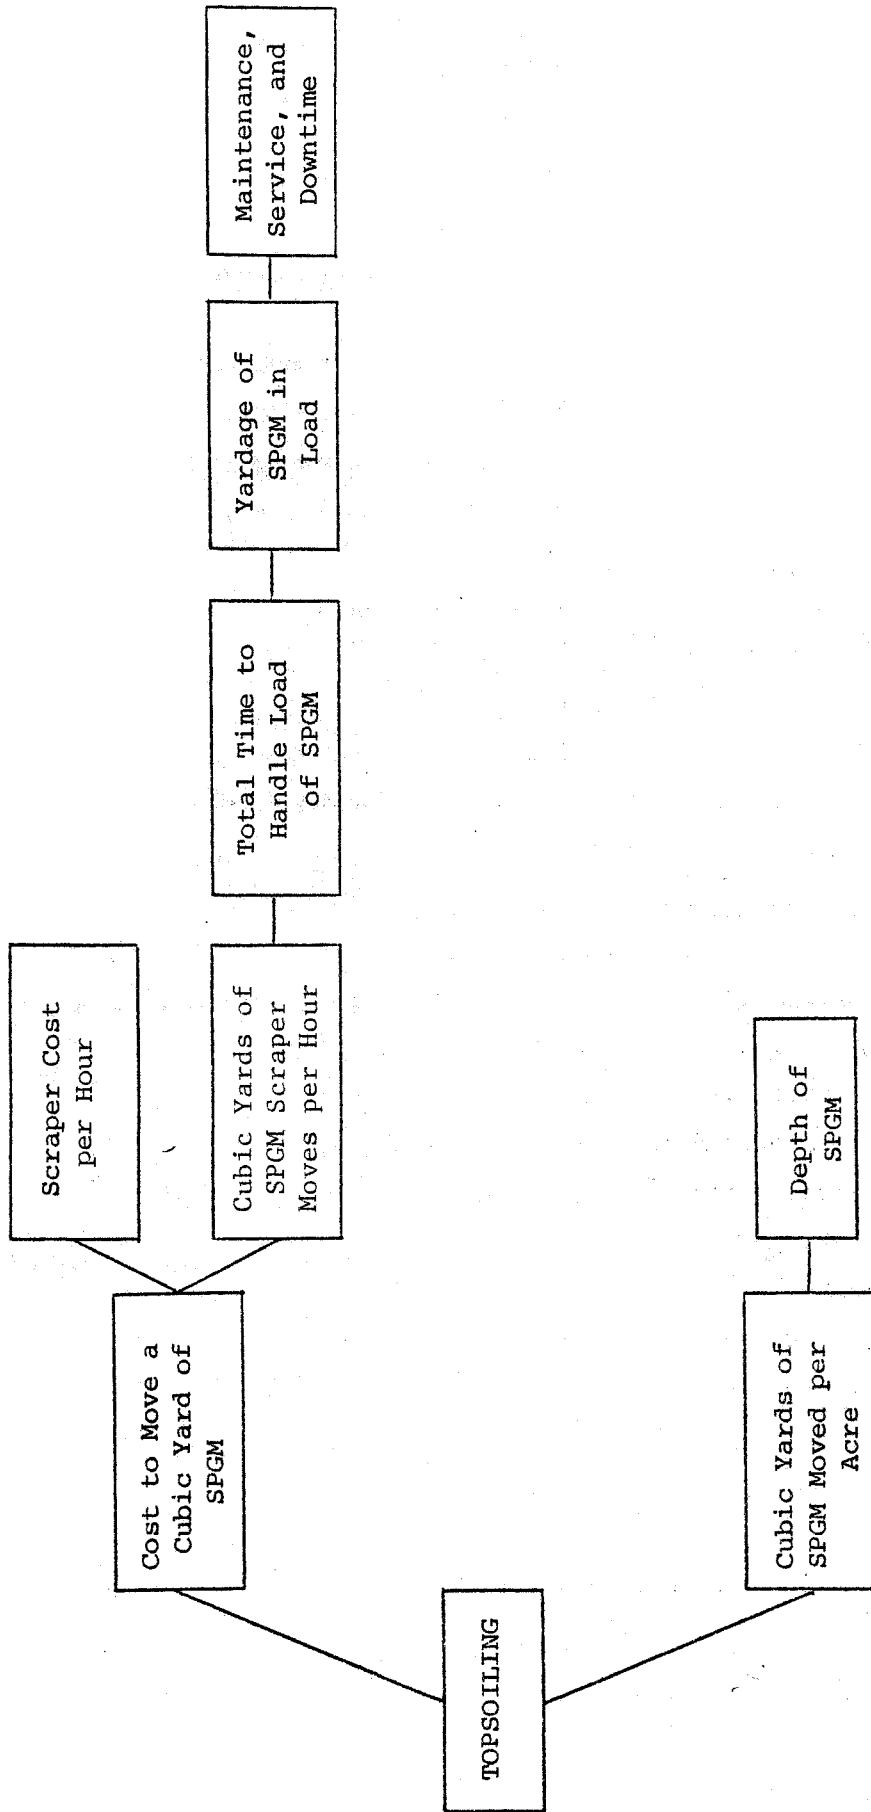 TOPSOILING
Cost to Move a
Cubic Yard of
SPGM
Scraper Cost
per Hour
Cubic Yards of
SPGM Scraper
Moves per Hour
Total Time to
Handle Load
of SPGM
Yardage of
SPGM in
Load
Maintenance,
Service, and
Downtime
Cubic Yards of
SPGM Moved per
Acre
Depth of
SPGM